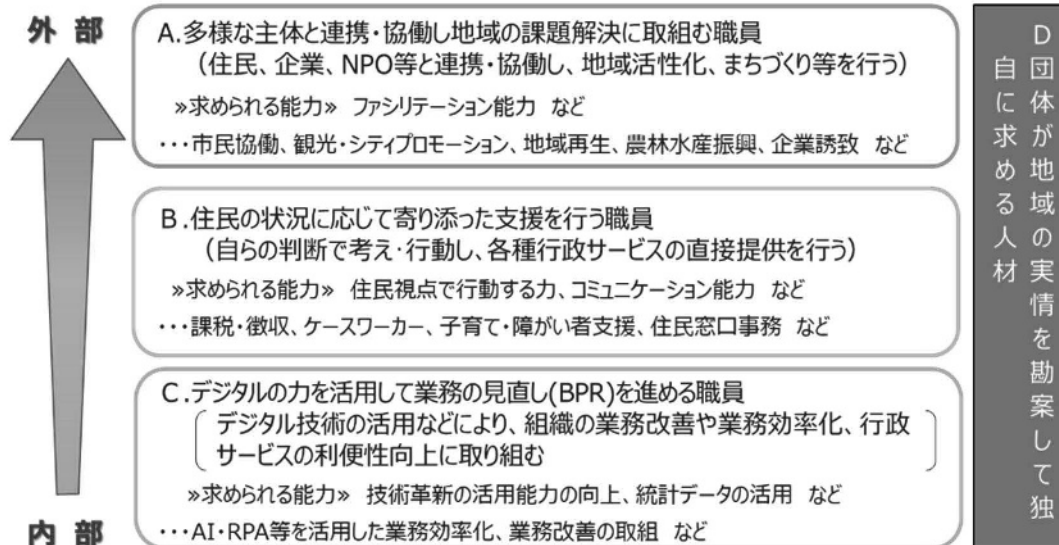 外 部
A.多様な主体と連携・協働し地域の課題解決に取組む職員
(住民、企業、NPO等と連携・協働し、地域活性化、まちづくり等を行う)
»求められる能力» ファシリテーション能力 など
・・・市民協働、観光・シティプロモーション、地域再生、農林水産振興、企業誘致 など
B.住民の状況に応じて寄り添った支援を行う職員
(自らの判断で考え・行動し、各種行政サービスの直接提供を行う)
»求められる能力» 住民視点で行動する力、コミュニケーション能力 など
・・・課税・徴収、ケースワーカー、子育て・障がい者支援、住民窓口事務 など
C.デジタルの力を活用して業務の見直し(BPR)を進める職員
デジタル技術の活用などにより、組織の業務改善や業務効率化、行政
サービスの利便性向上に取り組む
»求められる能力» 技術革新の活用能力の向上、統計データの活用 など
・・・AI・RPA等を活用した業務効率化、業務改善の取組 など
内 部
D団体が地域の実情を勘案して独
自に求める人材